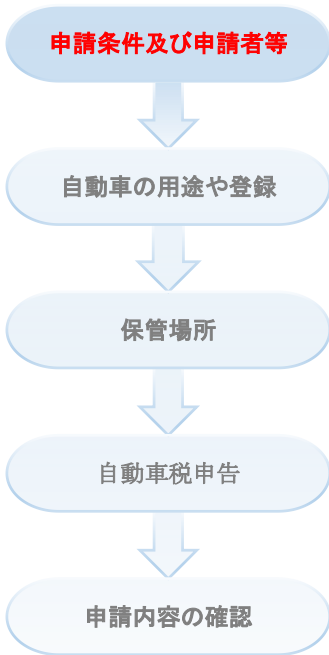 申請条件及び申請者等
自動車の用途や登録
保管場所
自動車税申告
申請内容の確認